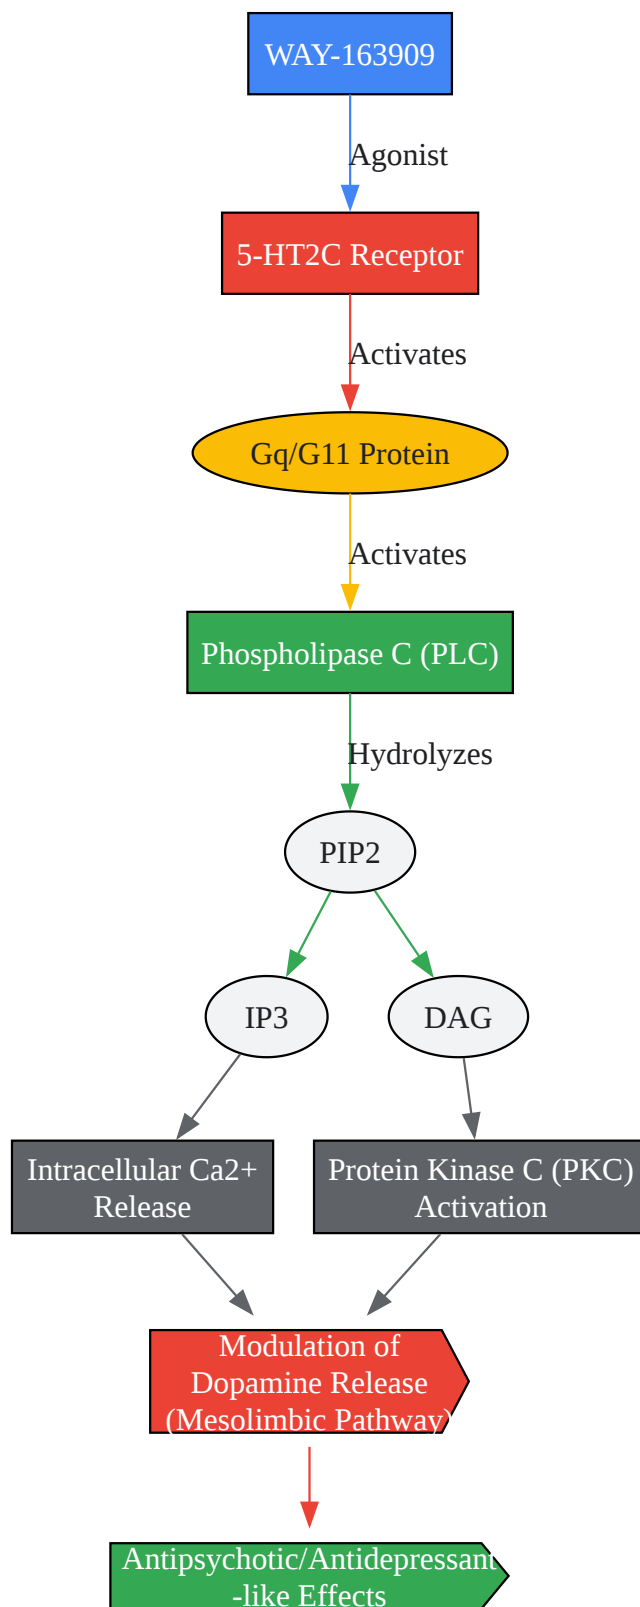 WAY-163909
Agonist
5-HT2C Receptor
Activates
Gq/G11 Protein
Activates
Phospholipase C (PLC)
Hydrolyzes
PIP2
IP3
DAG
Intracellular Ca2+
Release
Protein Kinase C (PKC)
Activation
Modulation of
Dopamine Release
(Mesolimbic Pathway)
Antipsychotic/Antidepressant
-like Effects